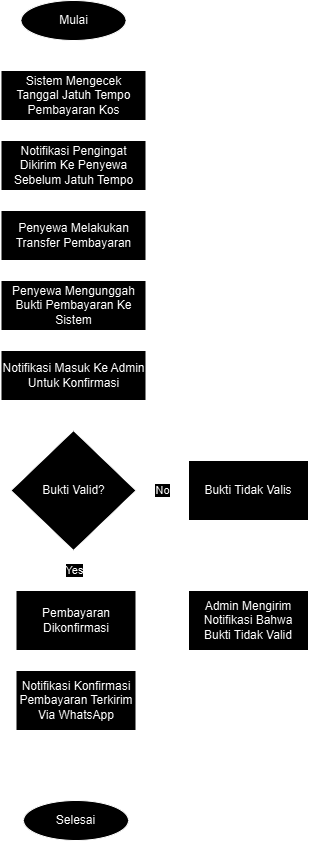 Mulai
Sistem Mengecek
Tanggal Jatuh Tempo
Pembayaran Kos
Notifikasi Pengingat
Dikirim Ke Penyewa
Sebelum Jatuh Tempo
Penyewa Melakukan
Transfer Pembayaran
Penyewa Mengunggah
Bukti Pembayaran Ke
Sistem
Notifikasi Masuk Ke Admin
Untuk Konfirmasi
Bukti Valid?
No
Bukti Tidak Valis
Yes
Pembayaran
Dikonfirmasi
Admin Mengirim
Notifikasi Bahwa
Bukti Tidak Valid
Notifikasi Konfirmasi
Pembayaran Terkirim
Via WhatsApp
Selesai